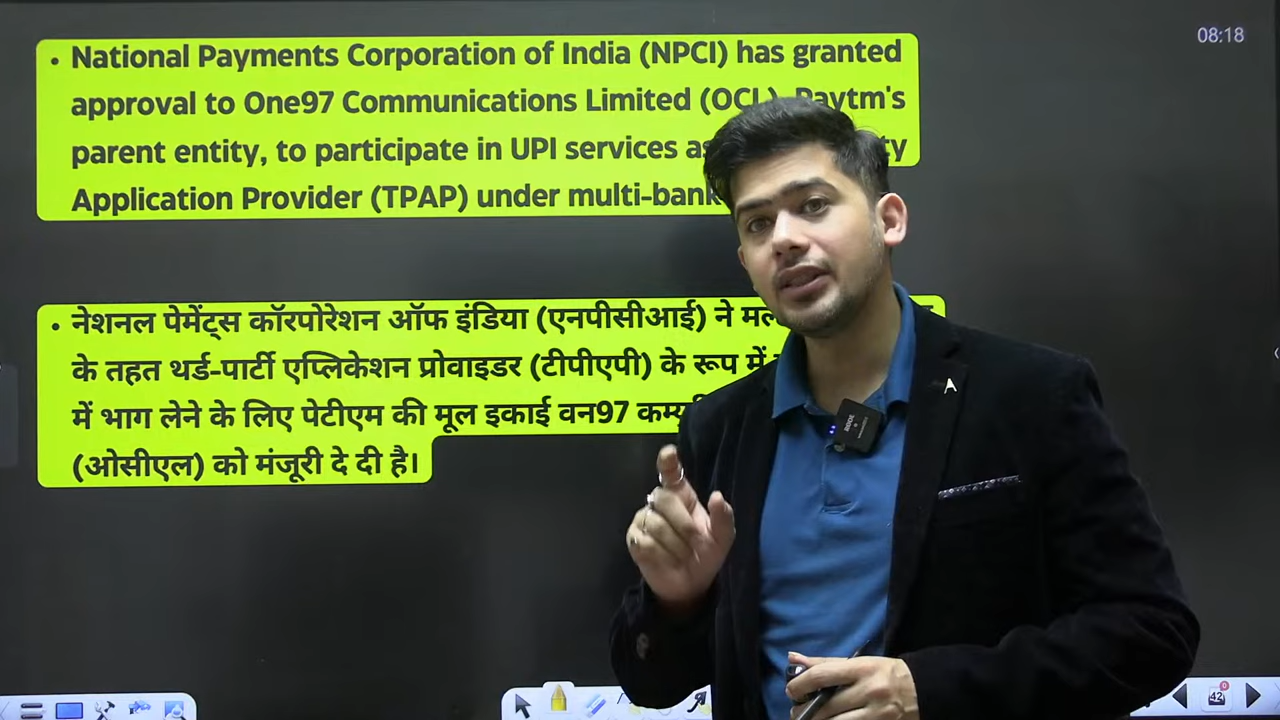 08:18
• National Payments Corporation of India (NPCI) has granted
approval to One97 Communications Limited (OCL), Paytm's
parent entity, to participate in UPI services as
Application Provider (TPAP) under multi-bank
• नेशनल पेमेंट्स कॉरपोरेशन ऑफ इंडिया (एनपीसीआई) ने
के तहत थर्ड-पार्टी एप्लिकेशन प्रोवाइडर (टीपीएपी) के रूप में
में भाग लेने के लिए पेटीएम की मूल इकाई वन97
(ओसीएल) को मंजूरी दे दी है।
A
42